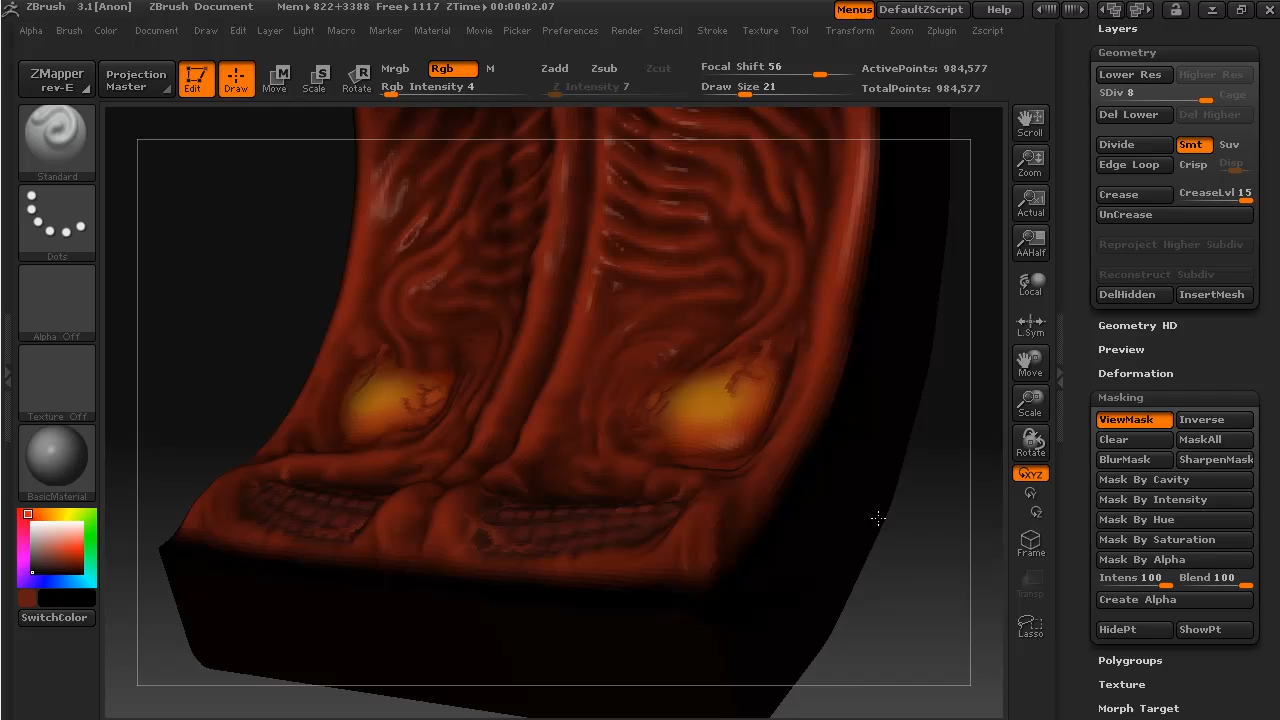 ZBrush 3.1[Anon] ZBrush Document Mem▶822+3388 Free▶1117 ZTime▶00:00:02.07 Menus DefaultZScript Help
Alpha Brush Color Document Draw Edit Layer Light Macro Marker Material Movie Picker Preferences Render Stencil Stroke Texture Tool Transform Zoom Zplugin Zscript
ZMapper
rev-E
Projection
Master
Edit
Draw
Move
Scale
Rotate
Mrgb Rgb M Zadd Zsub Zcut Focal Shift 56 ActivePoints: 984,577
Rgb Intensity 4 Z Intensity 7 Draw Size 21 TotalPoints: 984,577
Standard
Dots
Alpha Off
Texture Off
BasicMaterial
SwitchColor
Scroll
Zoom
Actual
AAHalf
Local
L.Sym
Move
Scale
Rotate
XYZ
Y
Z
Frame
Transp
Lasso
Layers
Geometry
Lower Res Higher Res
SDiv 8 Cage
Del Lower Del Higher
Divide Smt Suv
Edge Loop Crisp Disp
Crease CreaseLvl 15
UnCrease
Reproject Higher Subdiv
Reconstruct Subdiv
DelHidden InsertMesh
Geometry HD
Preview
Deformation
Masking
ViewMask Inverse
Clear MaskAll
BlurMask SharpenMask
Mask By Cavity
Mask By Intensity
Mask By Hue
Mask By Saturation
Mask By Alpha
Intens 100 Blend 100
Create Alpha
HidePt ShowPt
Polygroups
Texture
Morph Target